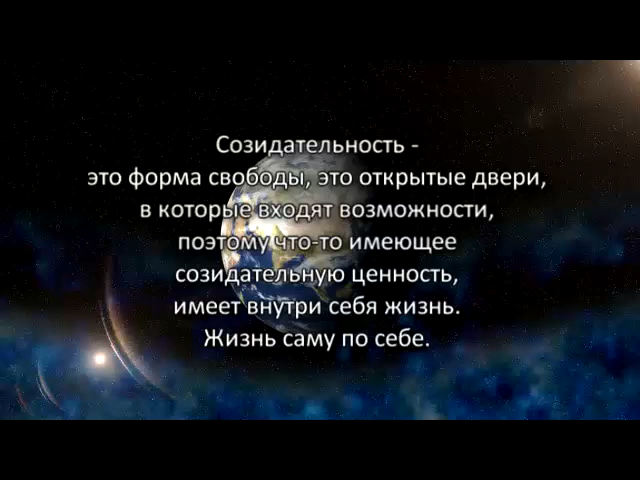 Созидательность -
это форма свободы, это открытые двери,
в которые входят возможности,
поэтому что-то имеющее
созидательную ценность,
имеет внутри себя жизнь.
Жизнь саму по себе.